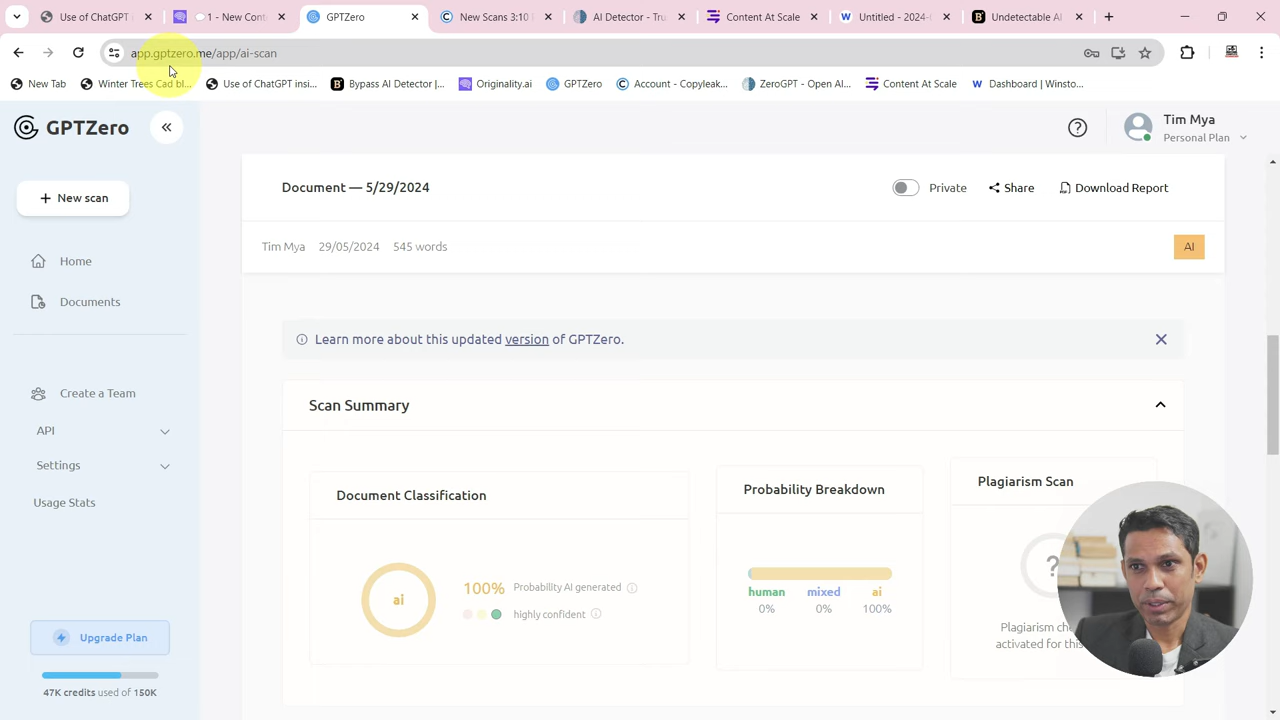 Use of ChatGPT i
1 - New Cont
GPTZero
New Scans 3:10
AI Detector - Tru
Content At Scale
Untitled - 2024-
Undetectable AI
app.gptzero.me/app/ai-scan
New Tab
Winter Trees Cad bl...
Use of ChatGPT insi...
Bypass AI Detector |...
Originality.ai
GPTZero
Account - Copyleak...
ZeroGPT - Open AI...
Content At Scale
Dashboard | Winsto...
GPTZero
Tim Mya
Personal Plan
New scan
Home
Documents
Create a Team
API
Settings
Usage Stats
Upgrade Plan
47K credits used of 150K
Document — 5/29/2024
Private
Share
Download Report
Tim Mya
29/05/2024
545 words
AI
Learn more about this updated version of GPTZero.
Scan Summary
Document Classification
ai
100%
Probability AI generated
highly confident
Probability Breakdown
human
0%
mixed
0%
ai
100%
Plagiarism Scan
?
Plagiarism che
activated for this